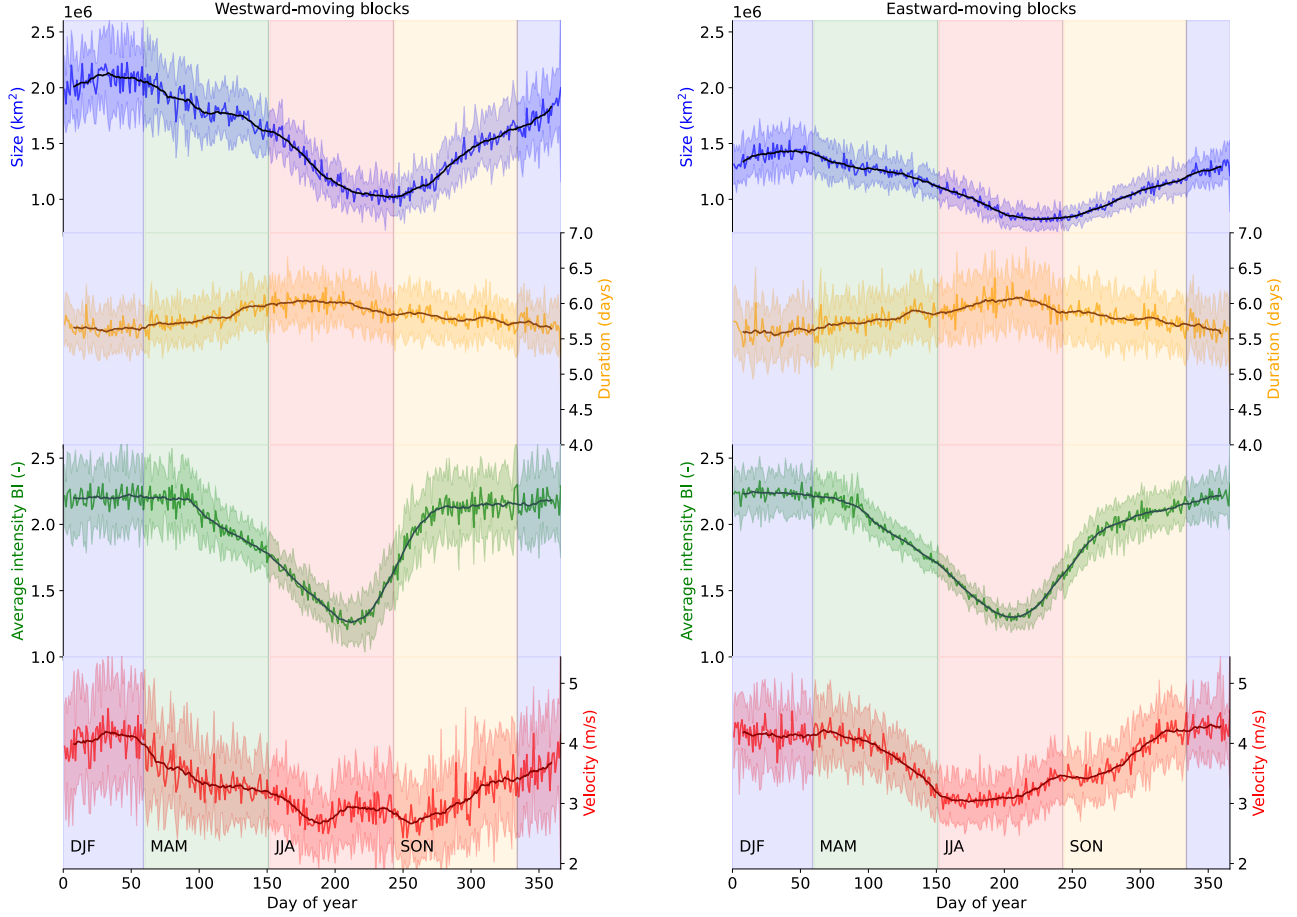 Westward-moving blocks
1e6
2.5
2.0
1.5
1.0
Size (km²)
7.0
6.5
6.0
5.5
5.0
4.5
4.0
Duration (days)
2.5
2.0
1.5
1.0
Average intensity BI (-)
5
4
3
2
Velocity (m/s)
DJF MAM JJA SON
0 50 100 150 200 250 300 350
Day of year
Eastward-moving blocks
1e6
2.5
2.0
1.5
1.0
Size (km²)
7.0
6.5
6.0
5.5
5.0
4.5
4.0
Duration (days)
2.5
2.0
1.5
1.0
Average intensity BI (-)
5
4
3
2
Velocity (m/s)
DJF MAM JJA SON
0 50 100 150 200 250 300 350
Day of year